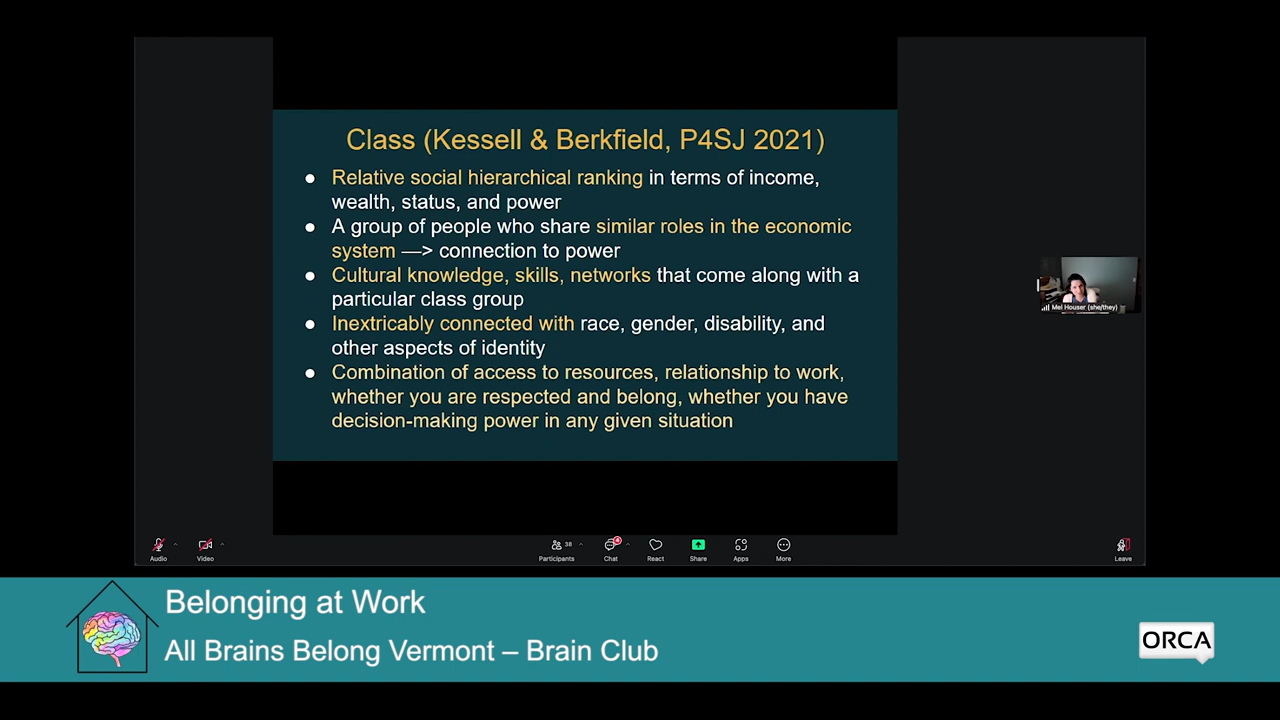 Class (Kessell & Berkfield, P4SJ 2021)
● Relative social hierarchical ranking in terms of income,
wealth, status, and power
● A group of people who share similar roles in the economic
system —> connection to power
● Cultural knowledge, skills, networks that come along with a
particular class group
● Inextricably connected with race, gender, disability, and
other aspects of identity
● Combination of access to resources, relationship to work,
whether you are respected and belong, whether you have
decision-making power in any given situation
Mel Houser (she/they)
Audio
Video
Participants
38
Chat
4
React
Share
Apps
More
Leave
Belonging at Work
All Brains Belong Vermont – Brain Club
ORCA